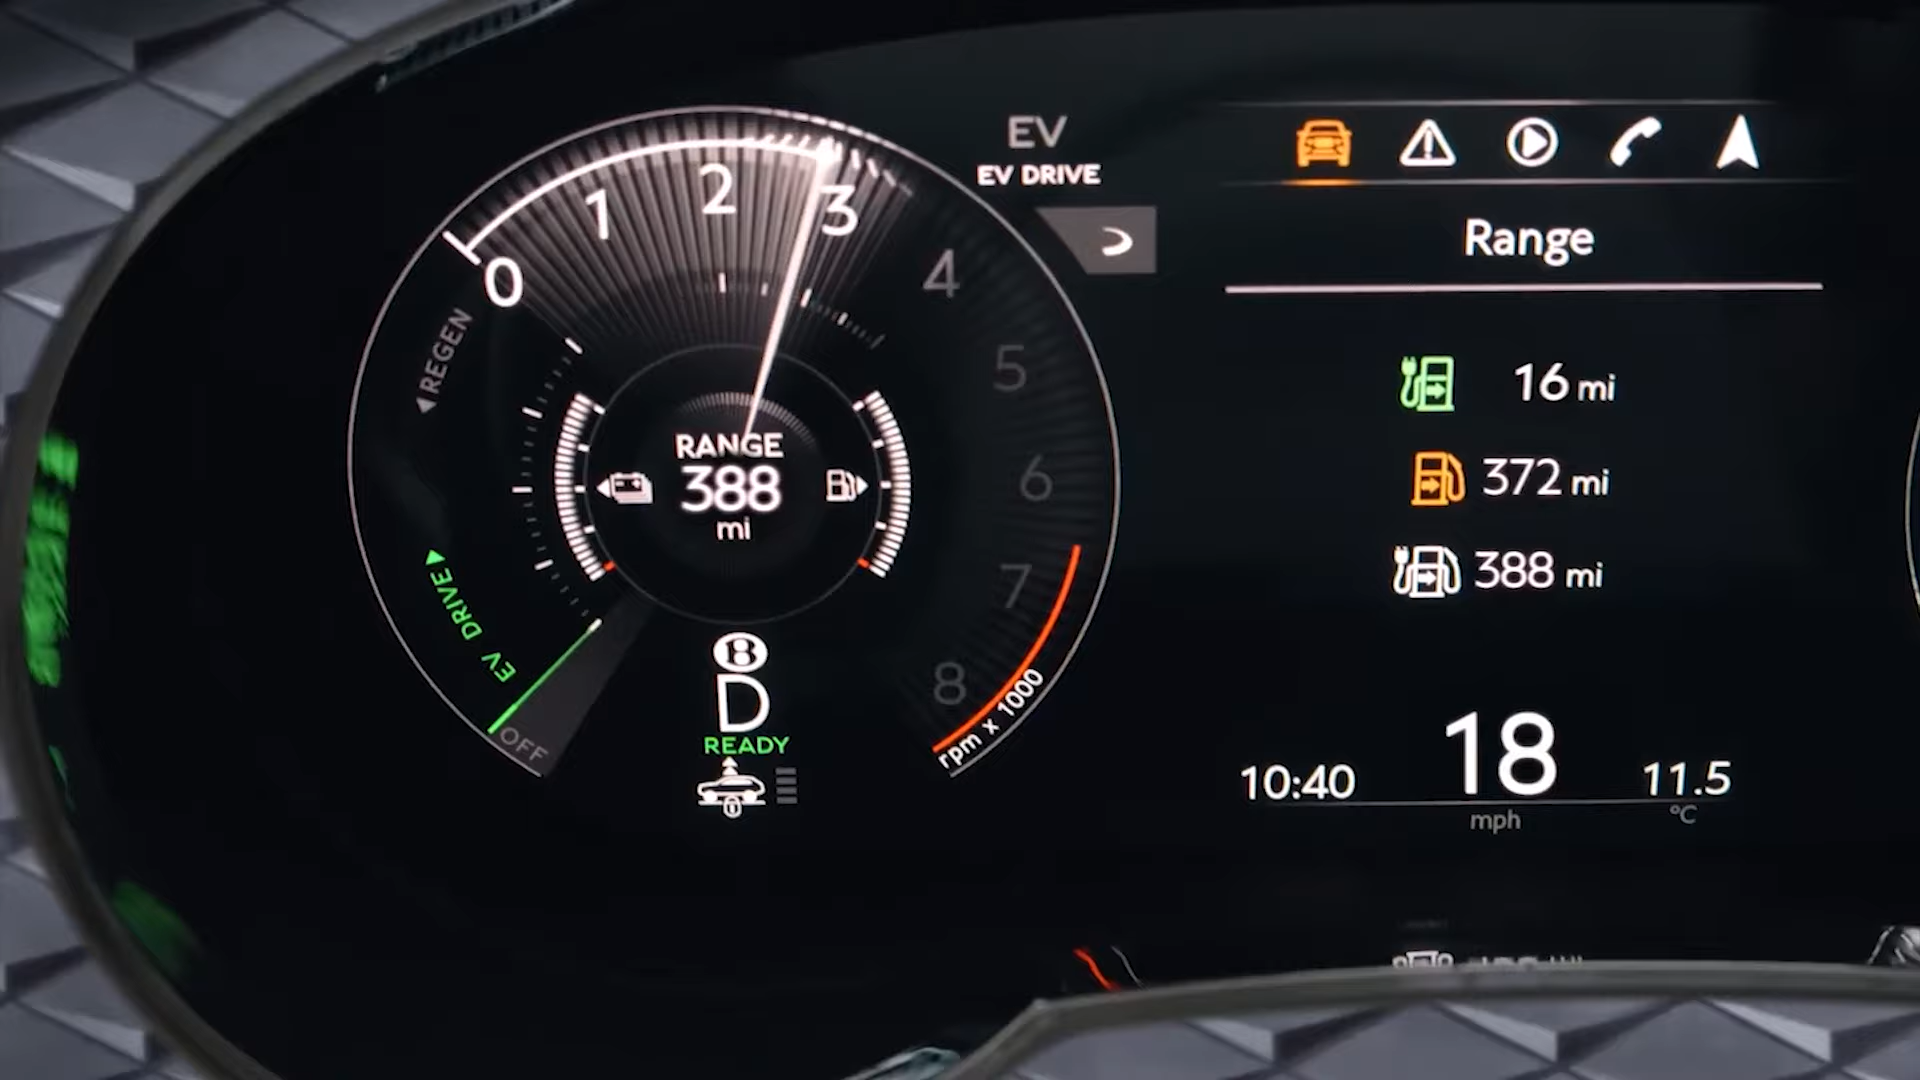 EV
EV DRIVE
0
1
2
3
4
5
6
7
8
rpm x 1000
REGEN
EV DRIVE
OFF
RANGE
388
mi
B
D
READY
Range
16 mi
372 mi
388 mi
10:40
18
mph
11.5
°C